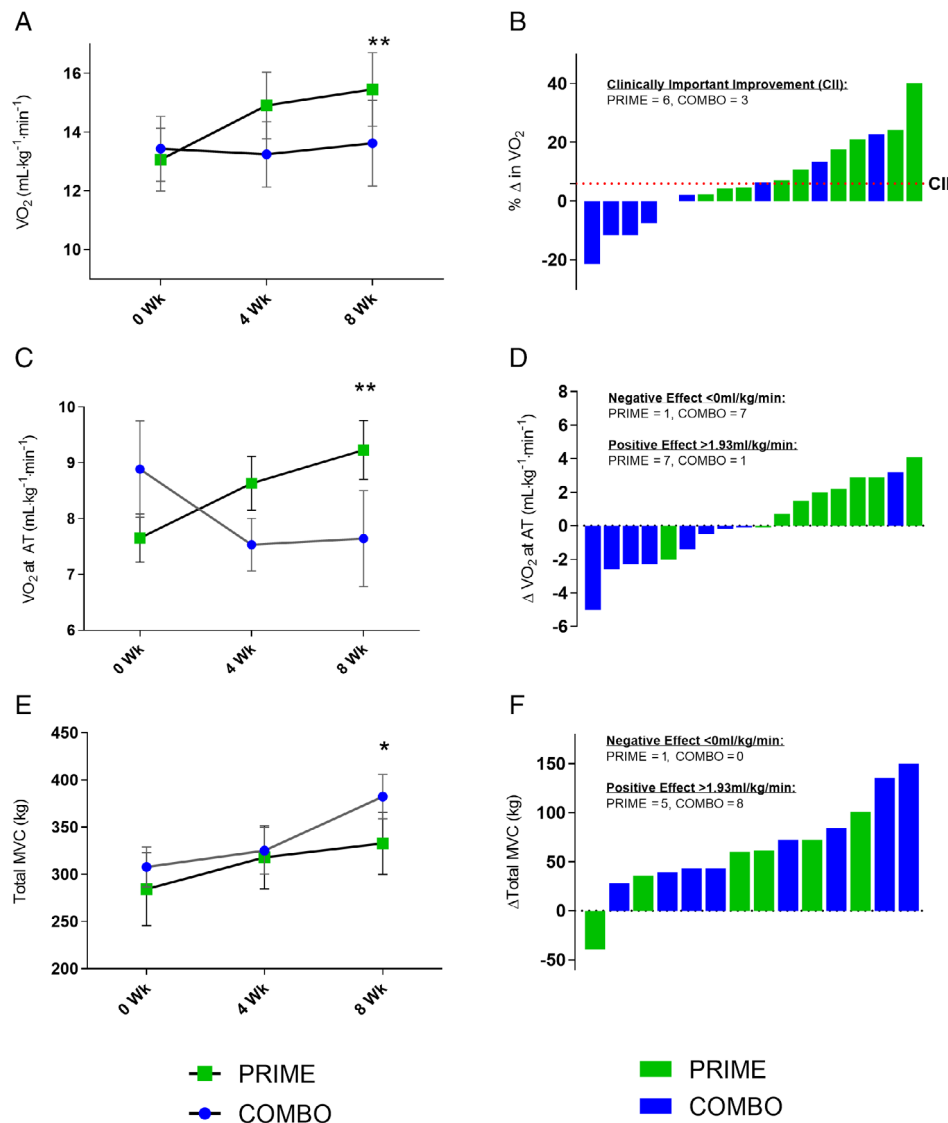 A
**
16
14
12
10
VO₂ (mL·kg⁻¹·min⁻¹)
0 Wk
4 Wk
8 Wk
B
Clinically Important Improvement (CII):
PRIME = 6, COMBO = 3
40
20
0
-20
% Δ in VO₂
CII
C
**
10
9
8
7
6
VO₂ at AT (mL·kg⁻¹·min⁻¹)
0 Wk
4 Wk
8 Wk
D
Negative Effect <0ml/kg/min:
PRIME = 1, COMBO = 7
Positive Effect >1.93ml/kg/min:
PRIME = 7, COMBO = 1
8
6
4
2
0
-2
-4
-6
Δ VO₂ at AT (mL·kg⁻¹·min⁻¹)
E
*
450
400
350
300
250
200
Total MVC (kg)
0 Wk
4 Wk
8 Wk
F
Negative Effect <0ml/kg/min:
PRIME = 1, COMBO = 0
Positive Effect >1.93ml/kg/min:
PRIME = 5, COMBO = 8
150
100
50
0
-50
ΔTotal MVC (kg)
PRIME
COMBO
PRIME
COMBO